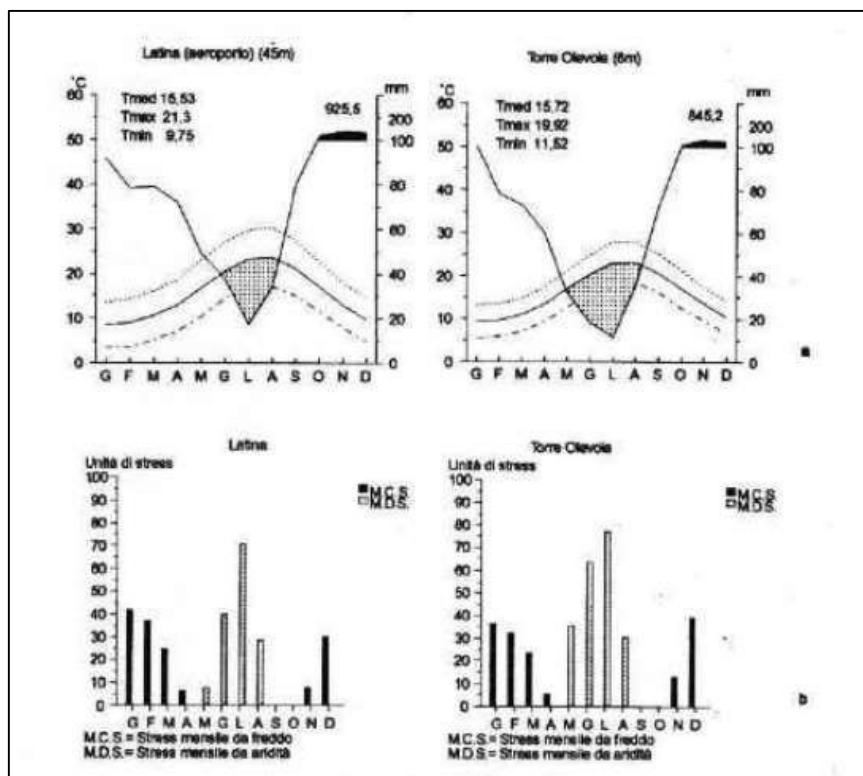 Latina (aeroporto) (45m)
°C
mm
60
50
40
30
20
10
0
Tmed 15,53
Tmax 21,3
Tmin 9,75
925,5
200
100
80
60
40
20
0
G F M A M G L A S O N D
Torre Olevola (6m)
°C
mm
60
50
40
30
20
10
0
Tmed 15,72
Tmax 19,92
Tmin 11,52
845,2
200
100
80
60
40
20
0
G F M A M G L A S O N D
a
Latina
Unità di stress
100
90
80
70
60
50
40
30
20
10
0
M.C.S.
M.D.S.
G F M A M G L A S O N D
M.C.S.= Stress mensile da freddo
M.D.S.= Stress mensile da aridità
Torre Olevola
Unità di stress
100
90
80
70
60
50
40
30
20
10
0
M.C.S.
M.D.S.
G F M A M G L A S O N D
M.C.S.= Stress mensile da freddo
M.D.S.= Stress mensile da aridità
b